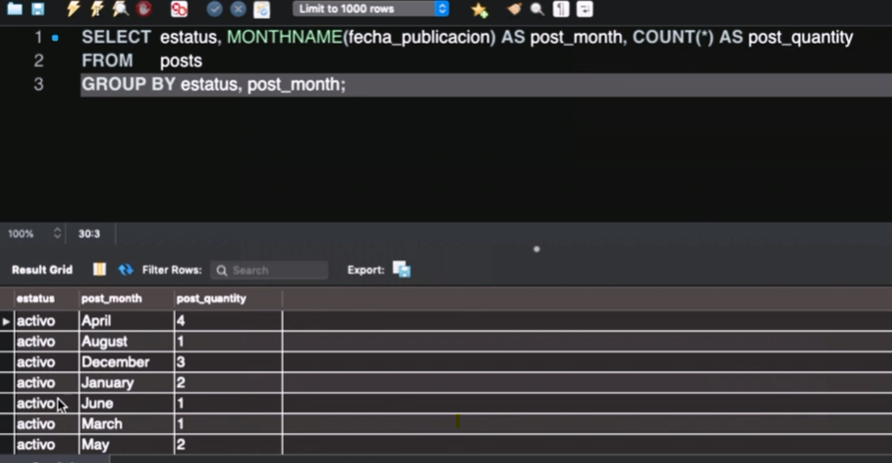 Limit to 1000 rows
1 SELECT estatus, MONTHNAME(fecha_publicacion) AS post_month, COUNT(*) AS post_quantity
2 FROM posts
3 GROUP BY estatus, post_month;
100% 30:3
Result Grid Filter Rows: Search Export:
estatus post_month post_quantity
activo April 4
activo August 1
activo December 3
activo January 2
activo June 1
activo March 1
activo May 2